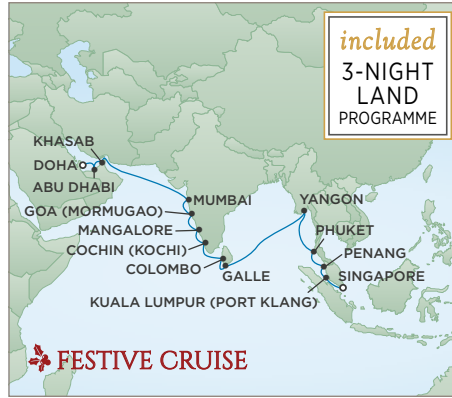 included
3-NIGHT
LAND
PROGRAMME
KHASAB
DOHA
ABU DHABI
MUMBAI
GOA (MORMUGAO)
MANGALORE
COCHIN (KOCHI)
COLOMBO
GALLE
YANGON
PHUKET
PENANG
SINGAPORE
KUALA LUMPUR (PORT KLANG)
FESTIVE CRUISE